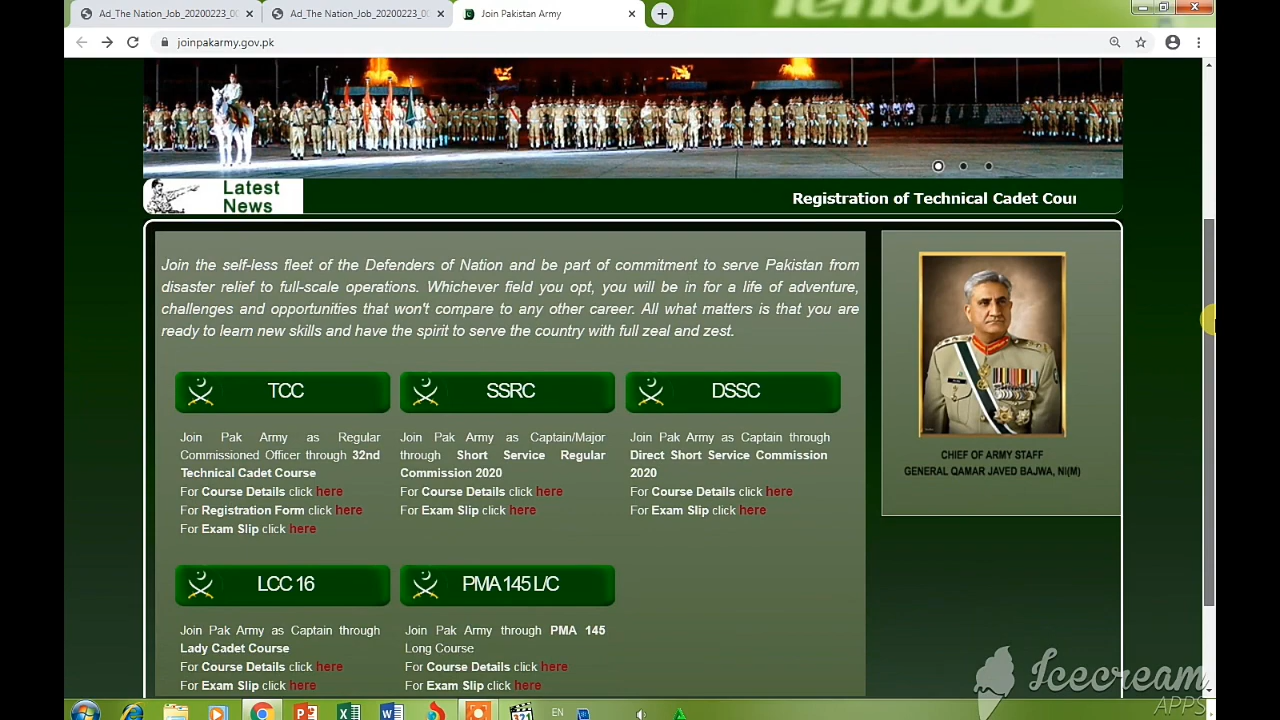 Ad_The Nation_Job_20200223_00
Ad_The Nation_Job_20200223_00
Join Pakistan Army
lenovo
joinpakarmy.gov.pk
Latest
News
Registration of Technical Cadet Cour
Join the self-less fleet of the Defenders of Nation and be part of commitment to serve Pakistan from
disaster relief to full-scale operations. Whichever field you opt, you will be in for a life of adventure,
challenges and opportunities that won't compare to any other career. All what matters is that you are
ready to learn new skills and have the spirit to serve the country with full zeal and zest.
TCC
Join Pak Army as Regular
Commissioned Officer through 32nd
Technical Cadet Course
For Course Details click here
For Registration Form click here
For Exam Slip click here
SSRC
Join Pak Army as Captain/Major
through Short Service Regular
Commission 2020
For Course Details click here
For Exam Slip click here
DSSC
Join Pak Army as Captain through
Direct Short Service Commission
2020
For Course Details click here
For Exam Slip click here
CHIEF OF ARMY STAFF
GENERAL QAMAR JAVED BAJWA, NI(M)
LCC 16
Join Pak Army as Captain through
Lady Cadet Course
For Course Details click here
For Exam Slip click here
PMA 145 L/C
Join Pak Army through PMA 145
Long Course
For Course Details click here
For Exam Slip click here
Icecream
APPS
EN